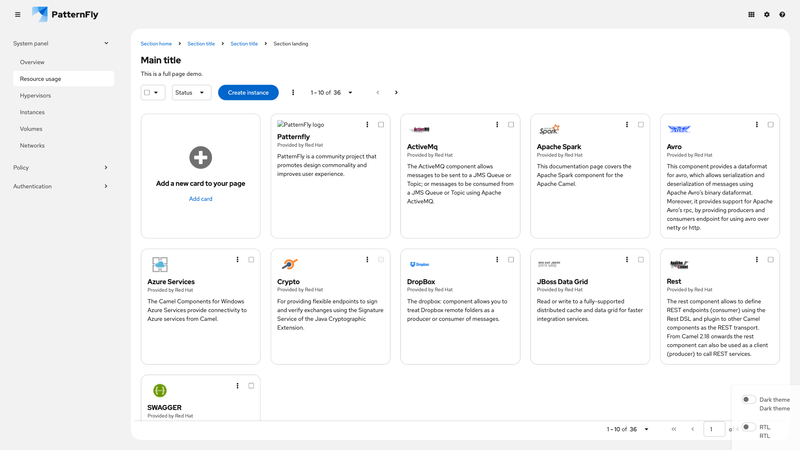 PatternFly
System panel
Overview
Resource usage
Hypervisors
Instances
Volumes
Networks
Policy
Authentication
Section home
Section title
Section title
Section landing
Main title
This is a full page demo.
Status
Create instance
1 - 10 of 36
Add a new card to your page
Add card
PatternFly logo
Patternfly
Provided by Red Hat
PatternFly is a community project that
promotes design commonality and
improves user experience.
ActiveMQ
ActiveMq
Provided by Red Hat
The ActiveMQ component allows
messages to be sent to a JMS Queue or
Topic; or messages to be consumed from
a JMS Queue or Topic using Apache
ActiveMQ.
Spark
Apache Spark
Provided by Red Hat
This documentation page covers the
Apache Spark component for the
Apache Camel.
Avro
Provided by Red Hat
This component provides a dataformat
for avro, which allows serialization and
deserialization of messages using
Apache Avro's binary dataformat.
Moreover, it provides support for Apache
Avro's rpc, by providing producers and
consumers endpoint for using avro over
netty or http.
Azure Services
Provided by Red Hat
The Camel Components for Windows
Azure Services provide connectivity to
Azure services from Camel.
Crypto
Provided by Red Hat
For providing flexible endpoints to sign
and verify exchanges using the Signature
Service of the Java Cryptographic
Extension.
Dropbox
DropBox
Provided by Red Hat
The dropbox: component allows you to
treat Dropbox remote folders as a
producer or consumer of messages.
JBoss Data Grid
Provided by Red Hat
Read or write to a fully-supported
distributed cache and data grid for faster
integration services.
Rest
Provided by Red Hat
The rest component allows to define
REST endpoints (consumer) using the
Rest DSL and plugin to other Camel
components as the REST transport.
From Camel 2.18 onwards the rest
component can also be used as a client
(producer) to call REST services.
SWAGGER
Provided by Red Hat
1 - 10 of 36
1
Dark theme
Dark theme
RTL
RTL